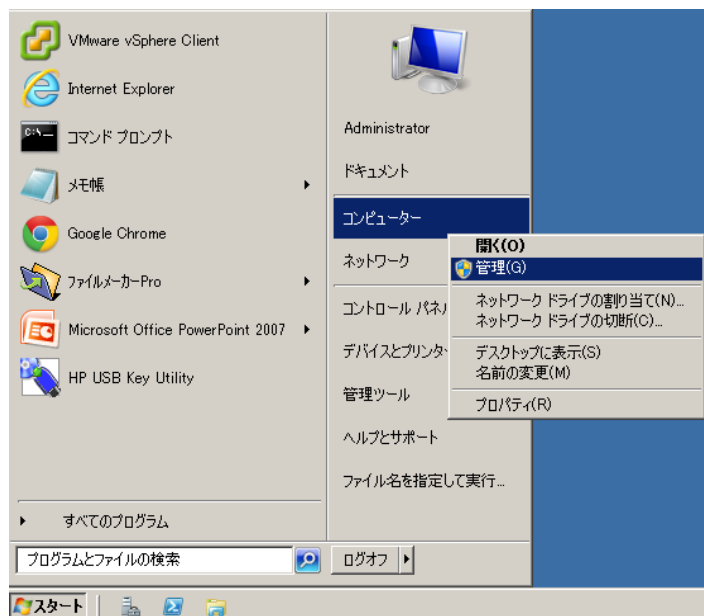 VMware vSphere Client
Internet Explorer
コマンド プロンプト
メモ帳
Google Chrome
ファイルメーカーPro
Microsoft Office PowerPoint 2007
HP USB Key Utility
すべてのプログラム
プログラムとファイルの検索
Administrator
ドキュメント
コンピューター
ネットワーク
コントロール パネ
デバイスとプリンタ
管理ツール
ヘルプとサポート
ファイル名を指定して実行...
ログオフ
開く(O)
管理(G)
ネットワーク ドライブの割り当て(N)...
ネットワーク ドライブの切断(C)...
デスクトップに表示(S)
名前の変更(M)
プロパティ(R)
スタート